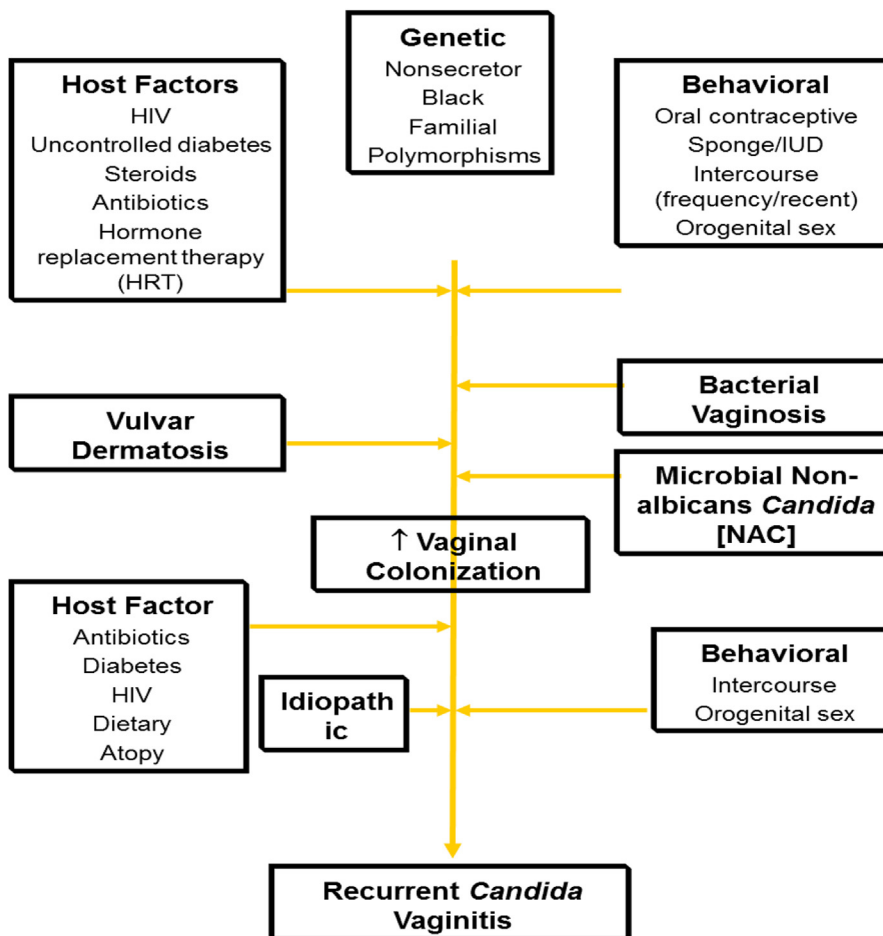 Genetic
Nonsecretor
Black
Familial
Polymorphisms
Host Factors
HIV
Uncontrolled diabetes
Steroids
Antibiotics
Hormone
replacement therapy
(HRT)
Behavioral
Oral contraceptive
Sponge/IUD
Intercourse
(frequency/recent)
Orogenital sex
Bacterial
Vaginosis
Vulvar
Dermatosis
Microbial Non-
albicans Candida
[NAC]
↑ Vaginal
Colonization
Host Factor
Antibiotics
Diabetes
HIV
Dietary
Atopy
Idiopath
ic
Behavioral
Intercourse
Orogenital sex
Recurrent Candida
Vaginitis